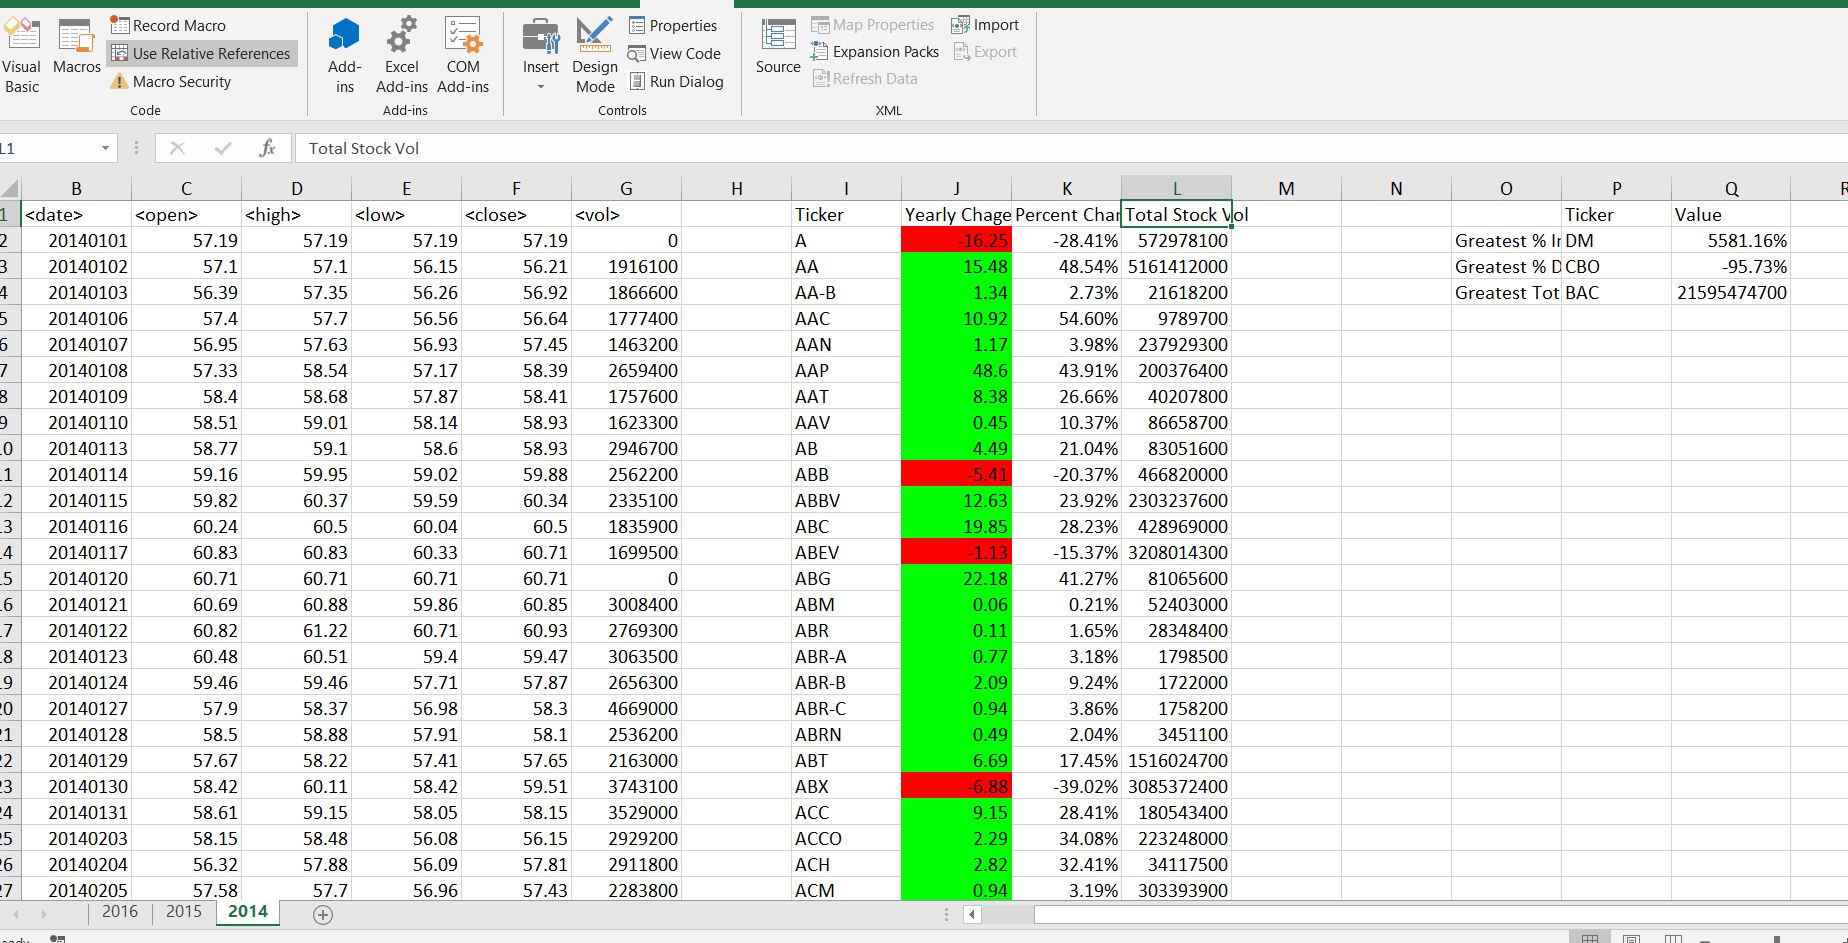 Record Macro
Use Relative References
Macro Security
Visual Basic
Macros
Code
Add-ins
Excel Add-ins
COM Add-ins
Add-ins
Insert
Design Mode
Properties
View Code
Run Dialog
Controls
Source
Map Properties
Expansion Packs
Refresh Data
Import
Export
XML
L1 fx Total Stock Vol
B C D E F G H I J K L M N O P Q R
1 <date> <open> <high> <low> <close> <vol> Ticker Yearly Chage Percent Char Total Stock Vol Ticker Value
2 20140101 57.19 57.19 57.19 57.19 0 A -16.25 -28.41% 572978100 Greatest % Ir DM 5581.16%
3 20140102 57.1 57.1 56.15 56.21 1916100 AA 15.48 48.54% 5161412000 Greatest % D CBO -95.73%
4 20140103 56.39 57.35 56.26 56.92 1866600 AA-B 1.34 2.73% 21618200 Greatest Tot BAC 21595474700
5 20140106 57.4 57.7 56.56 56.64 1777400 AAC 10.92 54.60% 9789700
6 20140107 56.95 57.63 56.93 57.45 1463200 AAN 1.17 3.98% 237929300
7 20140108 57.33 58.54 57.17 58.39 2659400 AAP 48.6 43.91% 200376400
8 20140109 58.4 58.68 57.87 58.41 1757600 AAT 8.38 26.66% 40207800
9 20140110 58.51 59.01 58.14 58.93 1623300 AAV 0.45 10.37% 86658700
10 20140113 58.77 59.1 58.6 58.93 2946700 AB 4.49 21.04% 83051600
11 20140114 59.16 59.95 59.02 59.88 2562200 ABB -5.41 -20.37% 466820000
12 20140115 59.82 60.37 59.59 60.34 2335100 ABBV 12.63 23.92% 2303237600
13 20140116 60.24 60.5 60.04 60.5 1835900 ABC 19.85 28.23% 428969000
14 20140117 60.83 60.83 60.33 60.71 1699500 ABEV -1.13 -15.37% 3208014300
15 20140120 60.71 60.71 60.71 60.71 0 ABG 22.18 41.27% 81065600
16 20140121 60.69 60.88 59.86 60.85 3008400 ABM 0.06 0.21% 52403000
17 20140122 60.82 61.22 60.71 60.93 2769300 ABR 0.11 1.65% 28348400
18 20140123 60.48 60.51 59.4 59.47 3063500 ABR-A 0.77 3.18% 1798500
19 20140124 59.46 59.46 57.71 57.87 2656300 ABR-B 2.09 9.24% 1722000
20 20140127 57.9 58.37 56.98 58.3 4669000 ABR-C 0.94 3.86% 1758200
21 20140128 58.5 58.88 57.91 58.1 2536200 ABRN 0.49 2.04% 3451100
22 20140129 57.67 58.22 57.41 57.65 2163000 ABT 6.69 17.45% 1516024700
23 20140130 58.42 60.11 58.42 59.51 3743100 ABX -6.88 -39.02% 3085372400
24 20140131 58.61 59.15 58.05 58.15 3529000 ACC 9.15 28.41% 180543400
25 20140203 58.15 58.48 56.08 56.15 2929200 ACCO 2.29 34.08% 223248000
26 20140204 56.32 57.88 56.09 57.81 2911800 ACH 2.82 32.41% 34117500
27 20140205 57.58 57.7 56.96 57.43 2283800 ACM 0.94 3.19% 303393900
2016 2015 2014